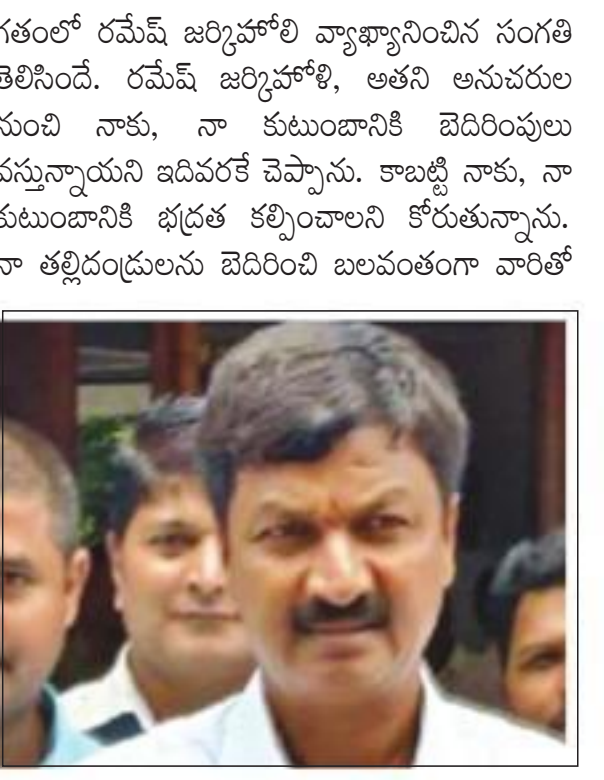 గతంలో రమేష్ జర్కిహోలి వ్యాఖ్యానించిన సంగతి
తెలిసిందే. రమేష్ జర్కిహోళి, అతని అనుచరుల
నుంచి నాకు, నా కుటుంబానికి బెదిరింపులు
వస్తున్నాయని ఇదివరకే చెప్పాను. కాబట్టి నాకు, నా
కుటుంబానికి భద్రత కల్పించాలని కోరుతున్నాను.
నా తల్లిదండ్రులను బెదిరించి బలవంతంగా వారితో